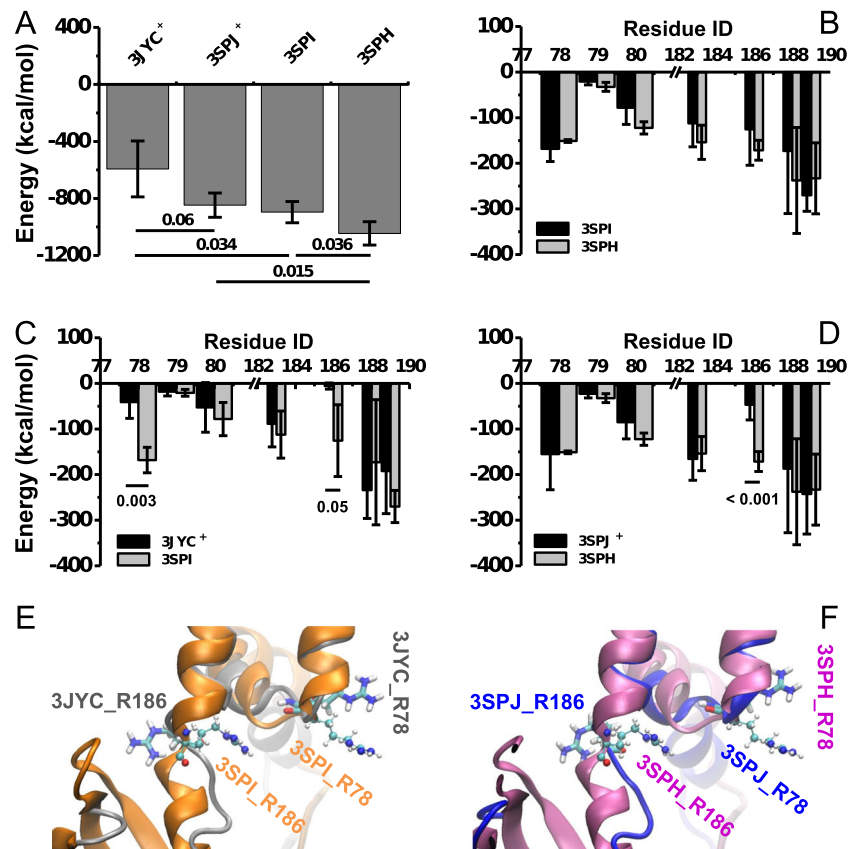 A
400
0
-400
-800
-1200
Energy (kcal/mol)
3JYC+
3SPJ+
3SPI
3SPH
0.06
0.034
0.036
0.015
B
Residue ID
77 78 79 80 182 184 186 188 190
100
0
-100
-200
-300
-400
3SPI
3SPH
C
Residue ID
77 78 79 80 182 184 186 188 190
100
0
-100
-200
-300
-400
Energy (kcal/mol)
0.003
0.05
3JYC+
3SPI
D
Residue ID
77 78 79 80 182 184 186 188 190
100
0
-100
-200
-300
-400
< 0.001
3SPJ+
3SPH
E
3JYC_R186
3JYC_R78
3SPI_R186
3SPI_R78
F
3SPJ_R186
3SPH_R78
3SPH_R186
3SPJ_R78